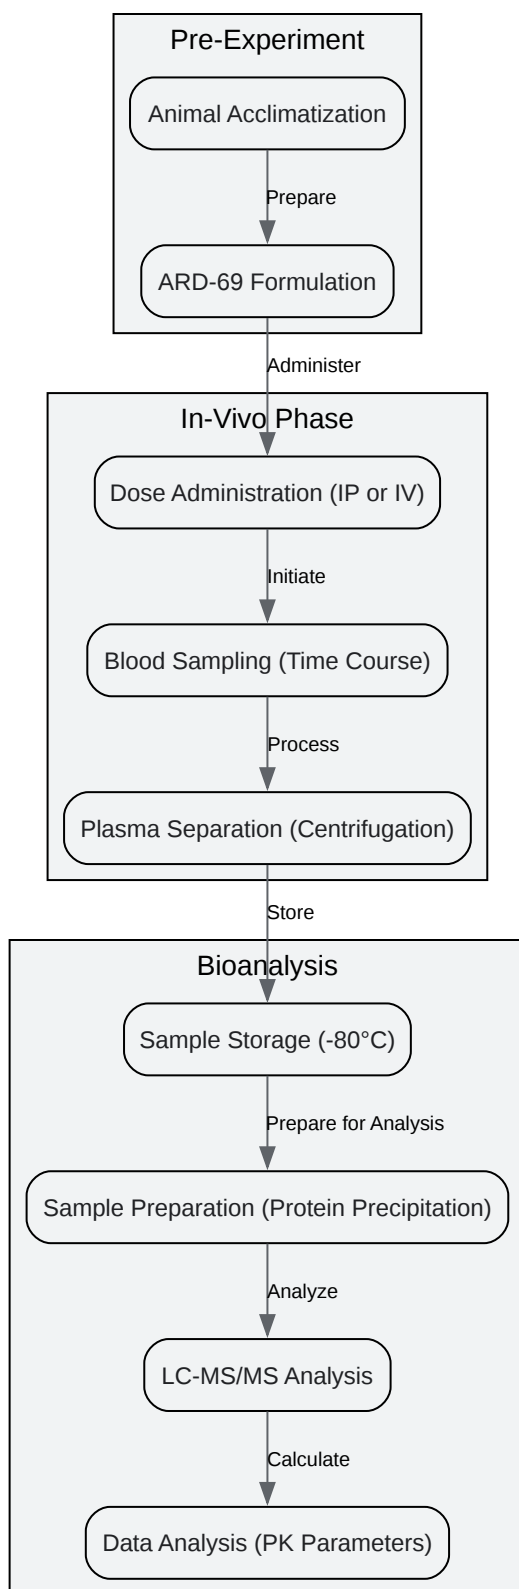 Pre-Experiment
Animal Acclimatization
Prepare
ARD-69 Formulation
Administer
In-Vivo Phase
Dose Administration (IP or IV)
Initiate
Blood Sampling (Time Course)
Process
Plasma Separation (Centrifugation)
Store
Bioanalysis
Sample Storage (-80°C)
Prepare for Analysis
Sample Preparation (Protein Precipitation)
Analyze
LC-MS/MS Analysis
Calculate
Data Analysis (PK Parameters)